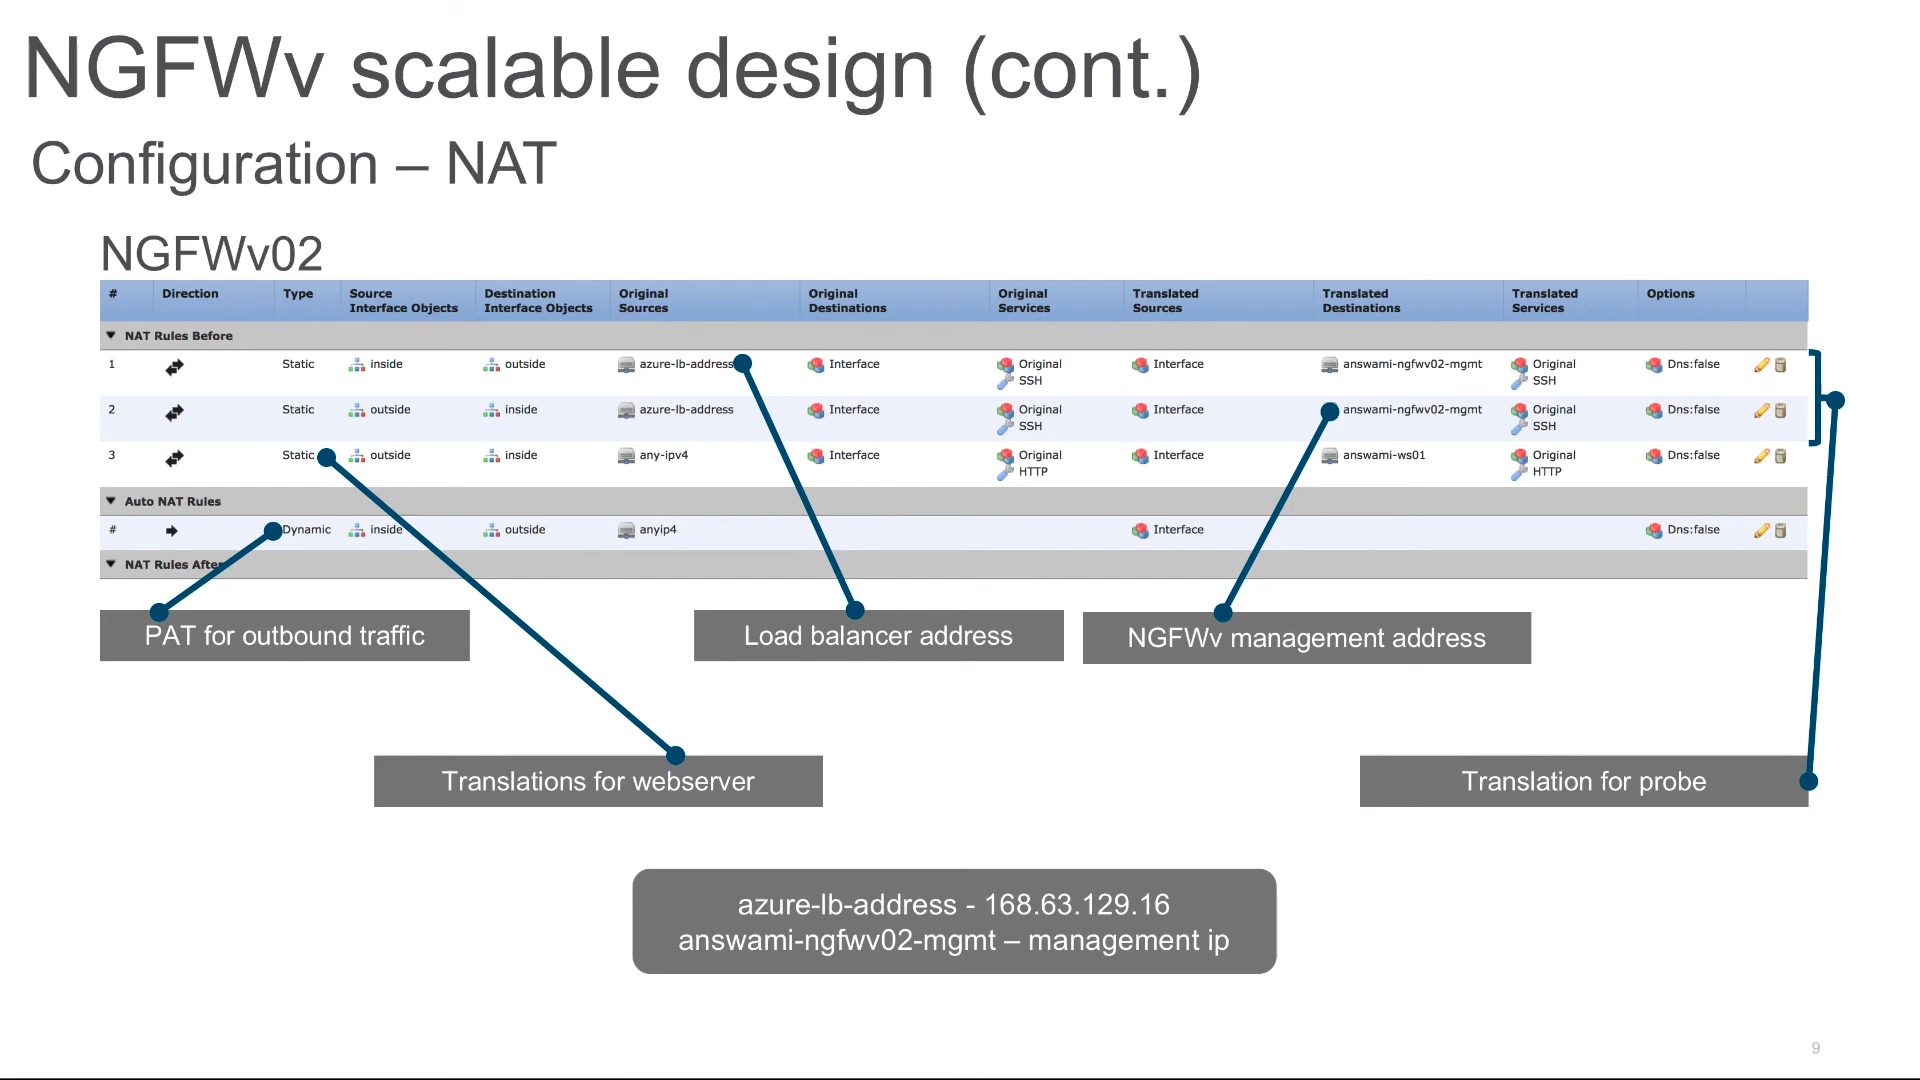 NGFWv scalable design (cont.)
Configuration – NAT
NGFWv02
# Direction Type Source Interface Objects Destination Interface Objects Original Sources Original Destinations Original Services Translated Sources Translated Destinations Translated Services Options
NAT Rules Before
1 Static inside outside azure-lb-address Interface Original SSH Interface answami-ngfwv02-mgmt Original SSH Dns:false
2 Static outside inside azure-lb-address Interface Original SSH Interface answami-ngfwv02-mgmt Original SSH Dns:false
3 Static outside inside any-ipv4 Interface Original HTTP Interface answami-ws01 Original HTTP Dns:false
Auto NAT Rules
# Dynamic inside outside anyip4 Interface Dns:false
NAT Rules After
PAT for outbound traffic
Load balancer address
NGFWv management address
Translations for webserver
Translation for probe
azure-lb-address - 168.63.129.16
answami-ngfwv02-mgmt – management ip
9